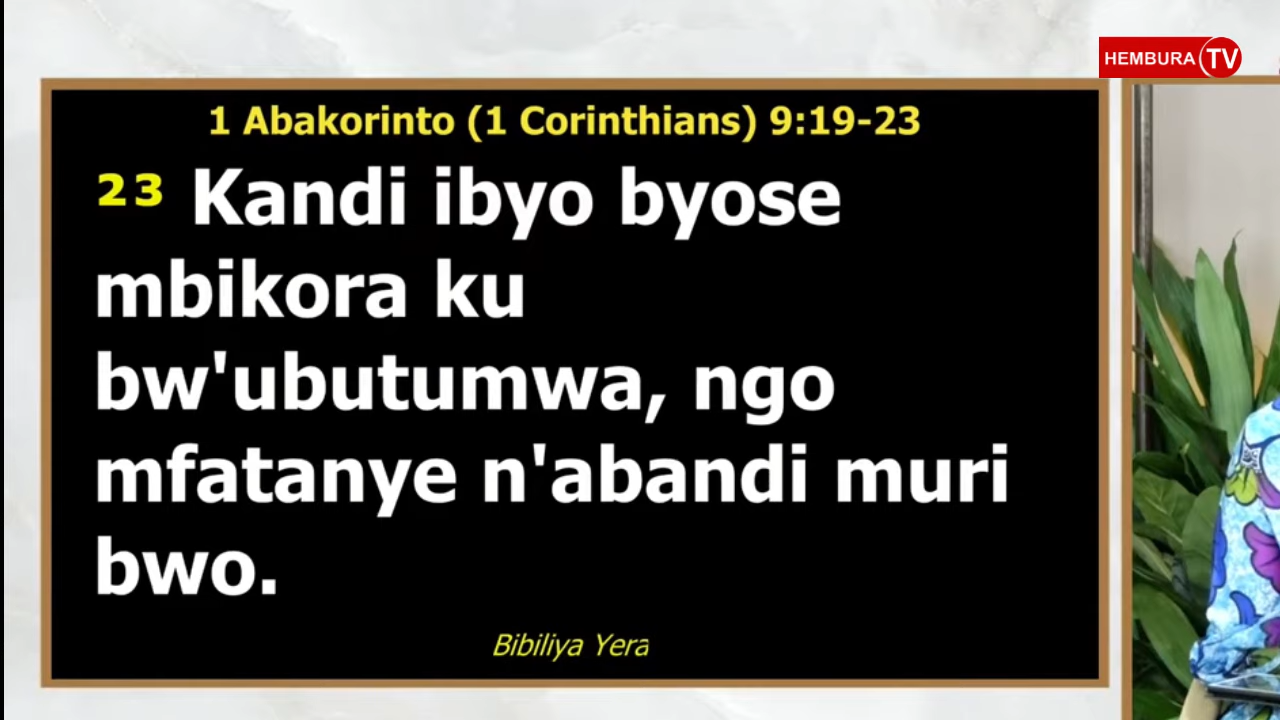 HEMBURA TV
1 Abakorinto (1 Corinthians) 9:19-23
²³ Kandi ibyo byose
mbikora ku
bw'ubutumwa, ngo
mfatanye n'abandi muri
bwo.
Bibiliya Yera